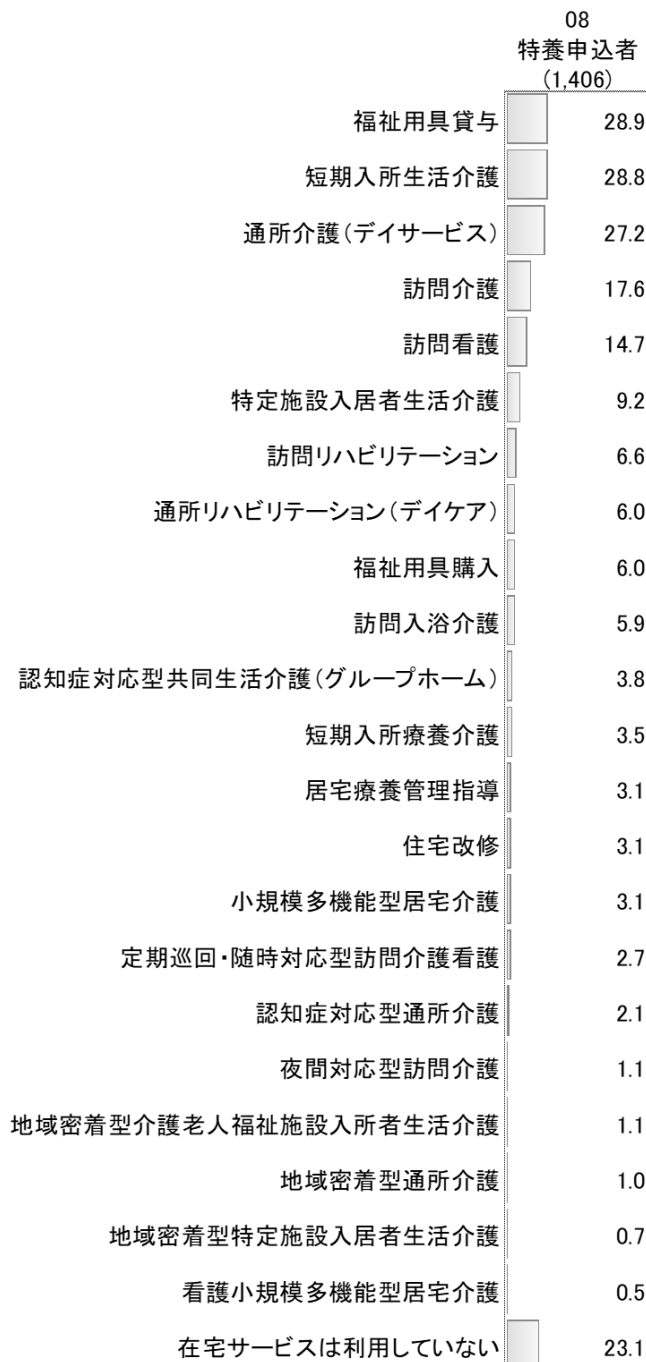 08
特養申込者
(1,406)
福祉用具貸与 28.9
短期入所生活介護 28.8
通所介護（デイサービス） 27.2
訪問介護 17.6
訪問看護 14.7
特定施設入居者生活介護 9.2
訪問リハビリテーション 6.6
通所リハビリテーション（デイケア） 6.0
福祉用具購入 6.0
訪問入浴介護 5.9
認知症対応型共同生活介護（グループホーム） 3.8
短期入所療養介護 3.5
居宅療養管理指導 3.1
住宅改修 3.1
小規模多機能型居宅介護 3.1
定期巡回・随時対応型訪問介護看護 2.7
認知症対応型通所介護 2.1
夜間対応型訪問介護 1.1
地域密着型介護老人福祉施設入所者生活介護 1.1
地域密着型通所介護 1.0
地域密着型特定施設入居者生活介護 0.7
看護小規模多機能型居宅介護 0.5
在宅サービスは利用していない 23.1